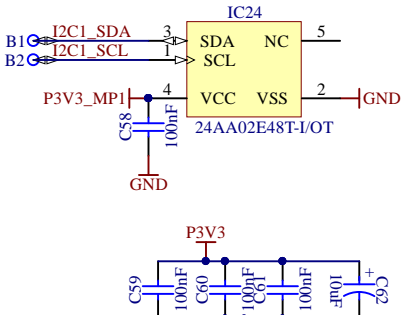 IC24
B1 I2C1_SDA 3 SDA NC 5
B2 I2C1_SCL 1 SCL
P3V3_MP1 4 VCC VSS 2 GND
C58 100nF 24AA02E48T-I/OT
GND
P3V3
C59 100nF C60 100nF C61 100nF 10uF + C62